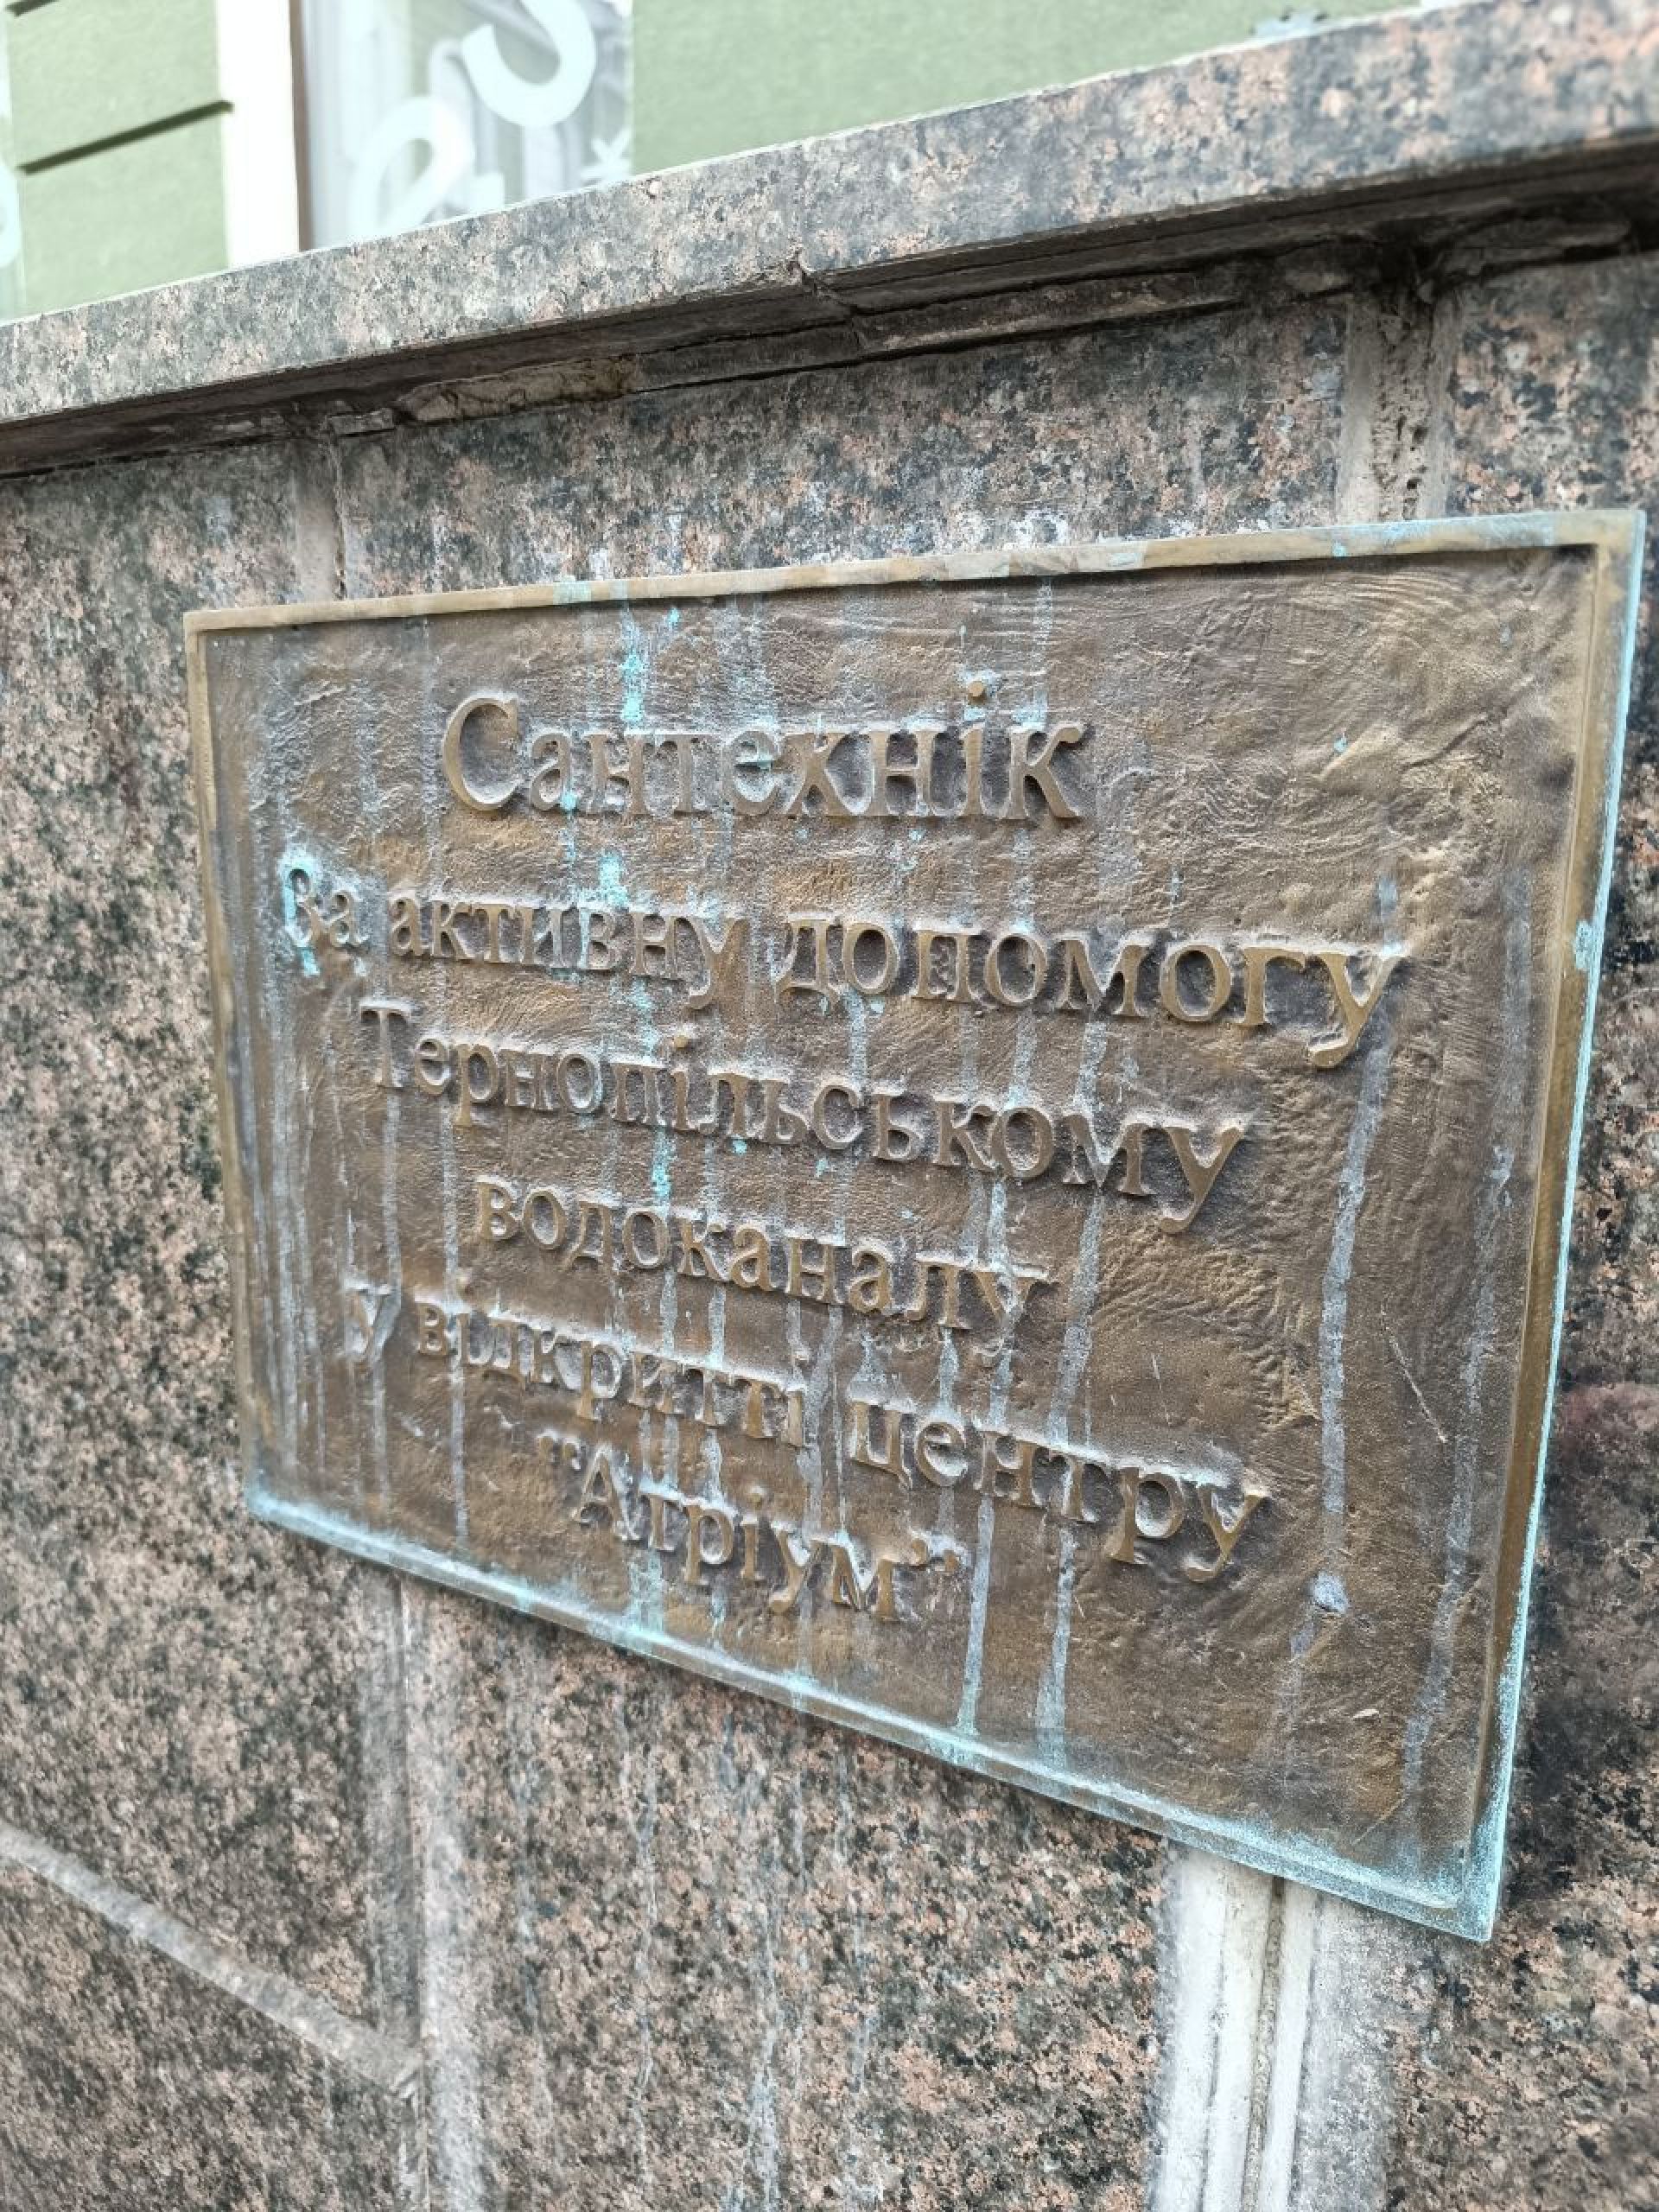 Сантехнік
За активну допомогу
Тернопільському
водоканалу
у відкритті центру
"Атріум"